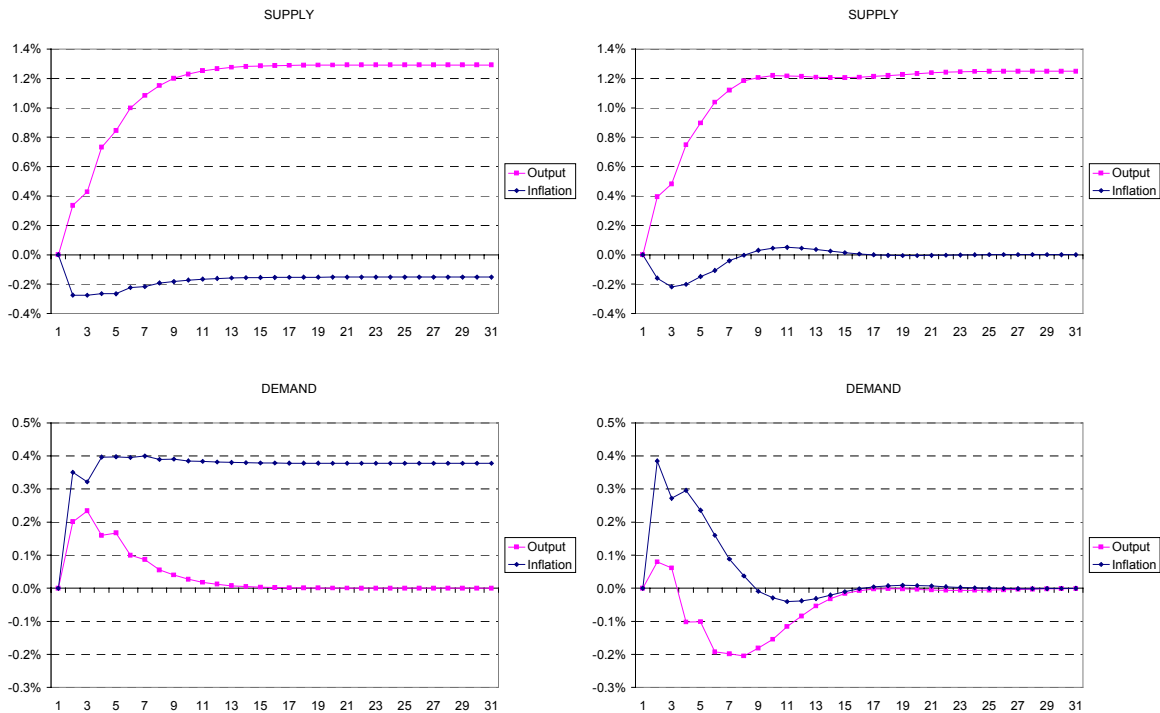 SUPPLY
1.4%
1.2%
1.0%
0.8%
0.6%
0.4%
0.2%
0.0%
-0.2%
-0.4%
1 3 5 7 9 11 13 15 17 19 21 23 25 27 29 31
Output
Inflation
SUPPLY
1.4%
1.2%
1.0%
0.8%
0.6%
0.4%
0.2%
0.0%
-0.2%
-0.4%
1 3 5 7 9 11 13 15 17 19 21 23 25 27 29 31
Output
Inflation
DEMAND
0.5%
0.4%
0.3%
0.2%
0.1%
0.0%
-0.1%
-0.2%
-0.3%
1 3 5 7 9 11 13 15 17 19 21 23 25 27 29 31
Output
Inflation
DEMAND
0.5%
0.4%
0.3%
0.2%
0.1%
0.0%
-0.1%
-0.2%
-0.3%
1 3 5 7 9 11 13 15 17 19 21 23 25 27 29 31
Output
Inflation